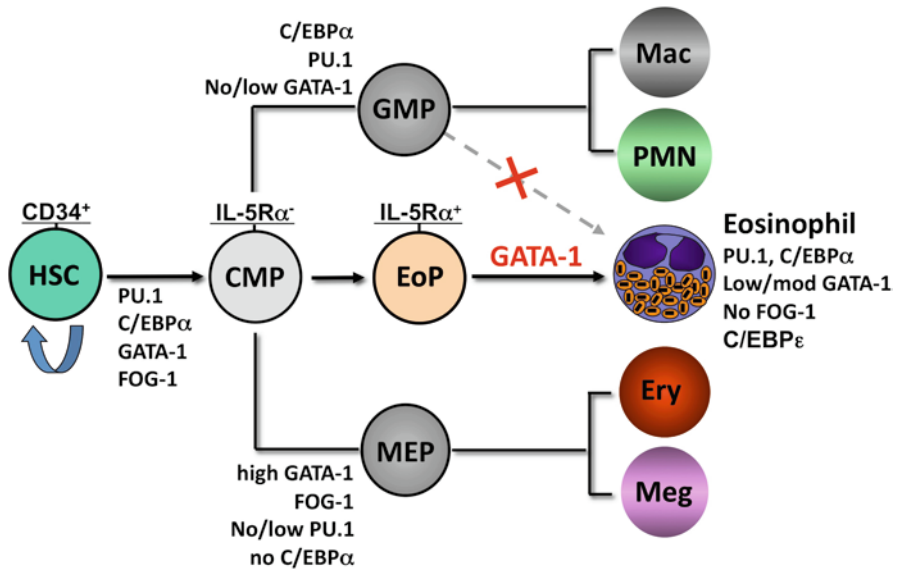 C/EBPα
PU.1
No/low GATA-1
GMP
Mac
PMN
CD34⁺
HSC
PU.1
C/EBPα
GATA-1
FOG-1
IL-5Rα⁻
CMP
IL-5Rα⁺
EoP
GATA-1
Eosinophil
PU.1, C/EBPα
Low/mod GATA-1
No FOG-1
C/EBPε
high GATA-1
FOG-1
No/low PU.1
no C/EBPα
MEP
Ery
Meg